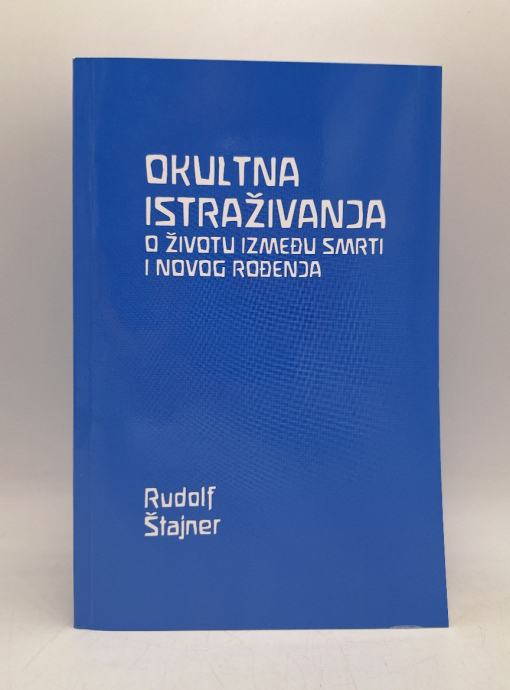 OKULTNA
ISTRAŽIVANJA
O ŽIVOTU IZMEĐU SMRTI
I NOVOG ROĐENJA
Rudolf
Štajner